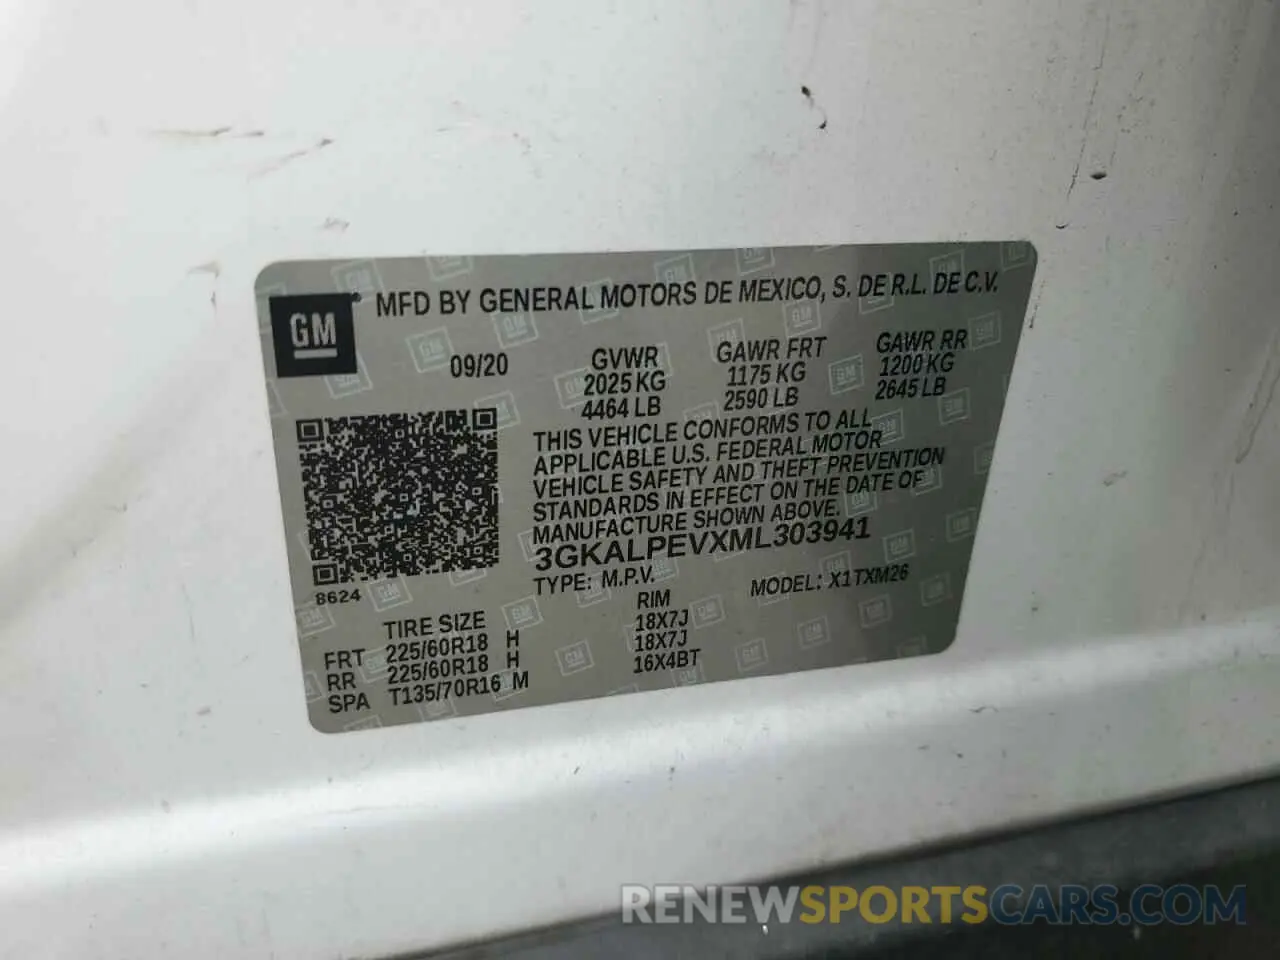 GM® MFD BY GENERAL MOTORS DE MEXICO, S. DE R.L. DE C.V.
09/20
GVWR GAWR FRT GAWR RR
2025 KG 1175 KG 1200 KG
4464 LB 2590 LB 2645 LB
THIS VEHICLE CONFORMS TO ALL
APPLICABLE U.S. FEDERAL MOTOR
VEHICLE SAFETY AND THEFT PREVENTION
STANDARDS IN EFFECT ON THE DATE OF
MANUFACTURE SHOWN ABOVE.
3GKALPEVXML303941
TYPE: M.P.V. MODEL: X1TXM26
8624
TIRE SIZE RIM
FRT 225/60R18 H 18X7J
RR 225/60R18 H 18X7J
SPA T135/70R16 M 16X4BT
RENEWSPORTSCARS.COM